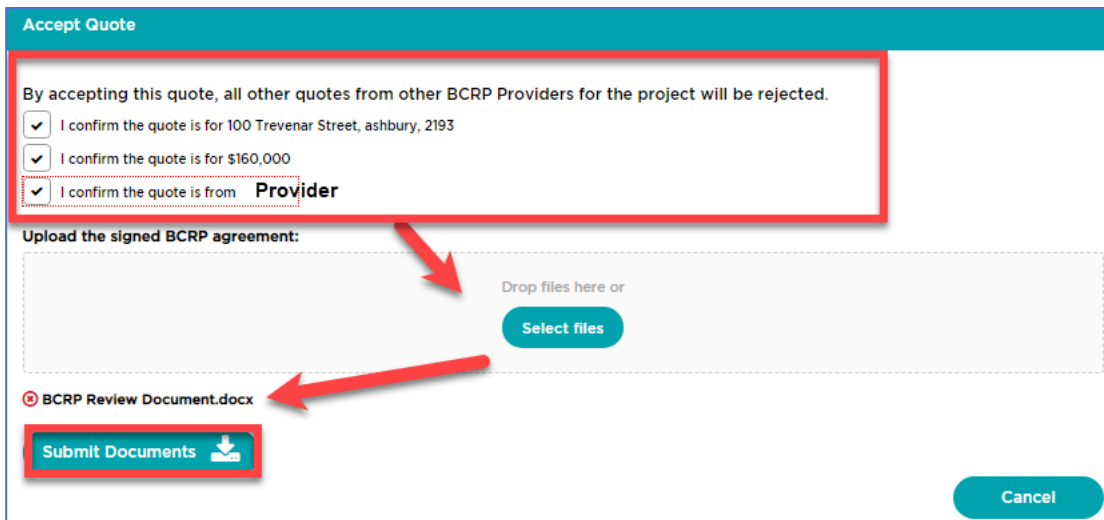 Accept Quote
By accepting this quote, all other quotes from other BCRP Providers for the project will be rejected.
I confirm the quote is for 100 Trevenar Street, ashbury, 2193
I confirm the quote is for $160,000
I confirm the quote is from Provider
Upload the signed BCRP agreement:
Drop files here or
Select files
BCRP Review Document.docx
Submit Documents
Cancel